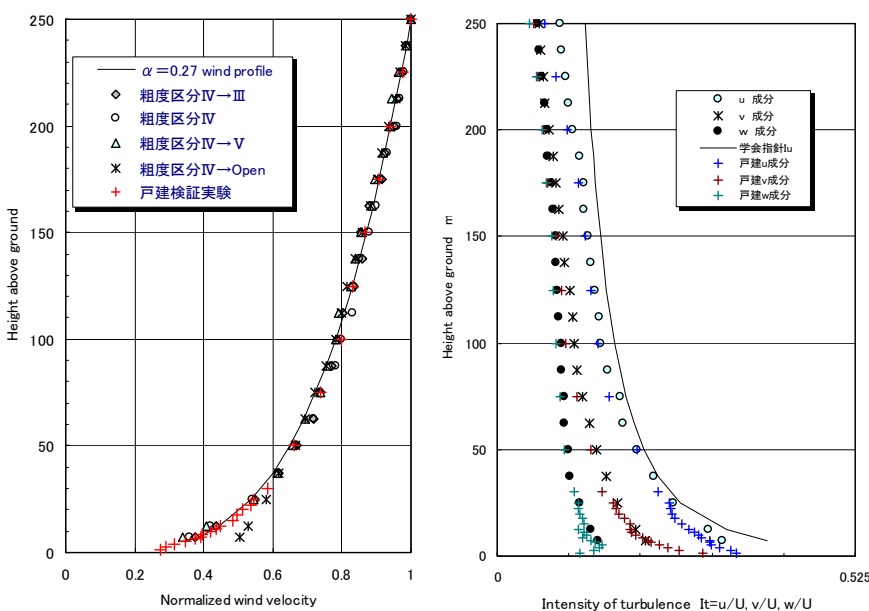 250
200
150
100
50
0
0
0.2
0.4
0.6
0.8
1
Height above ground
Normalized wind velocity
α=0.27 wind profile
粗度区分Ⅳ→Ⅲ
粗度区分Ⅳ
粗度区分Ⅳ→Ⅴ
粗度区分Ⅳ→Open
戸建検証実験
250
200
150
100
50
0
0
0.525
Height above ground m
Intensity of turbulence It=u/U, v/U, w/U
u 成分
v 成分
w 成分
学会指針Iu
戸建u成分
戸建v成分
戸建w成分